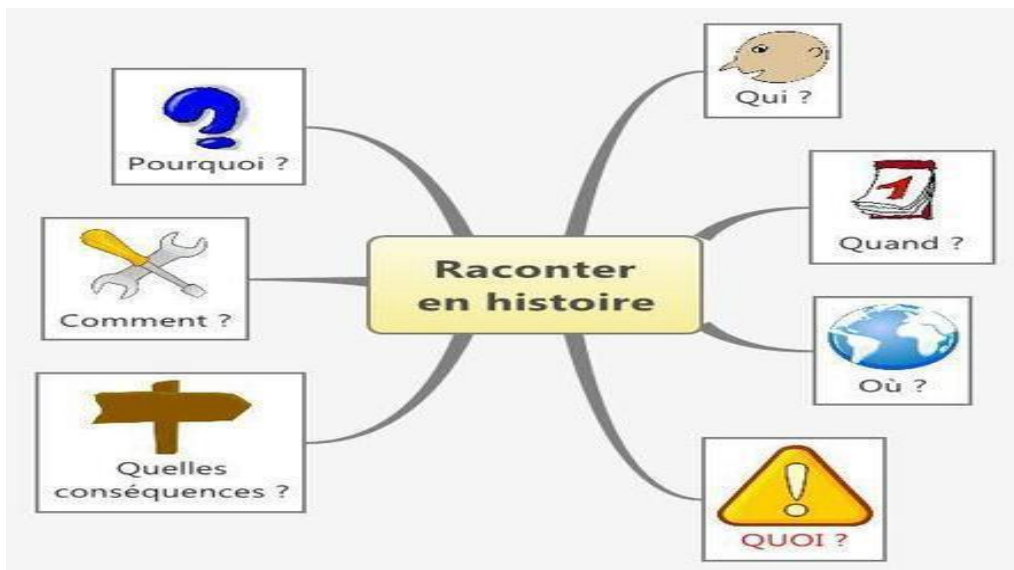 Raconter
en histoire
Qui ?
Quand ?
Où ?
QUOI ?
Pourquoi ?
Comment ?
Quelles
conséquences ?